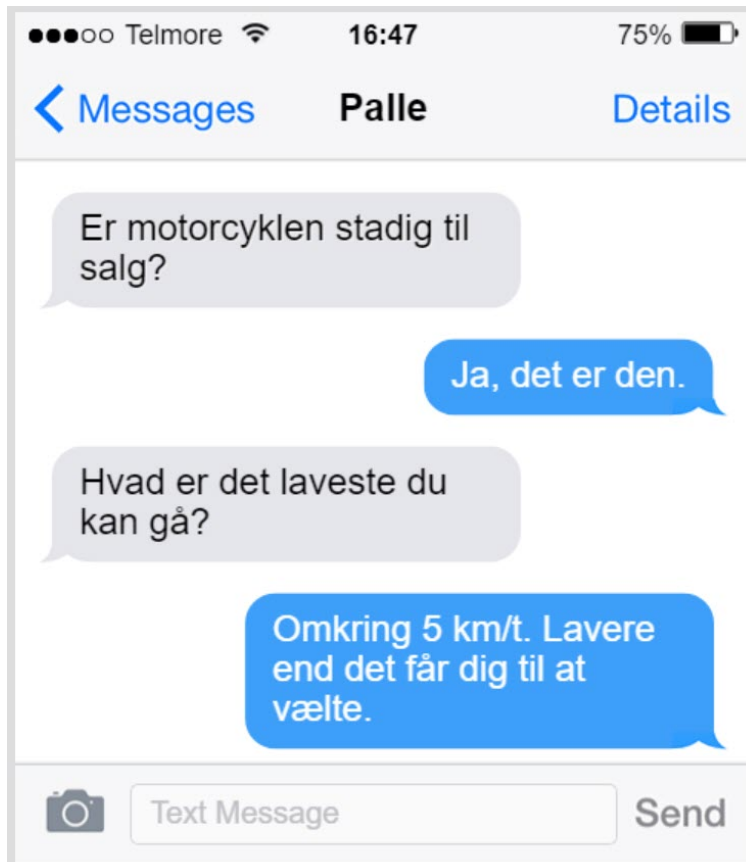 Telmore 16:47 75%
Messages Palle Details
Er motorcyklen stadig til
salg?
Ja, det er den.
Hvad er det laveste du
kan gå?
Omkring 5 km/t. Lavere
end det får dig til at
vælte.
Text Message Send